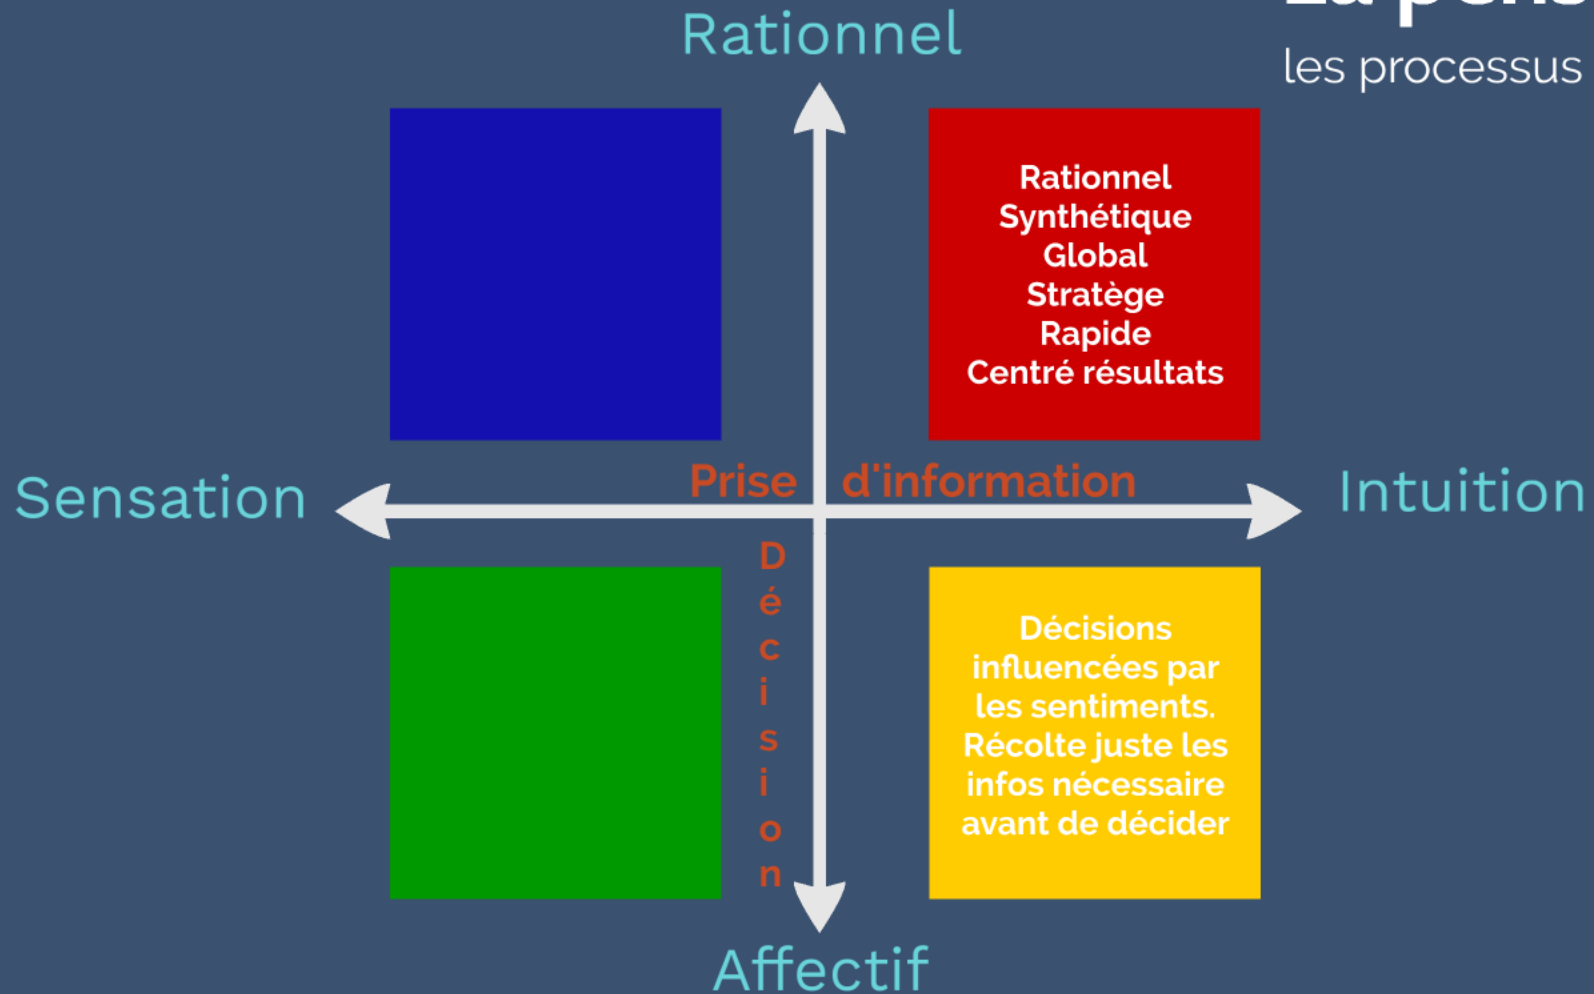 Rationnel
les processus
Rationnel
Synthétique
Global
Stratège
Rapide
Centré résultats
Prise d'information
Sensation
Intuition
Décision
Décisions
influencées par
les sentiments.
Récolte juste les
infos nécessaire
avant de décider
Affectif